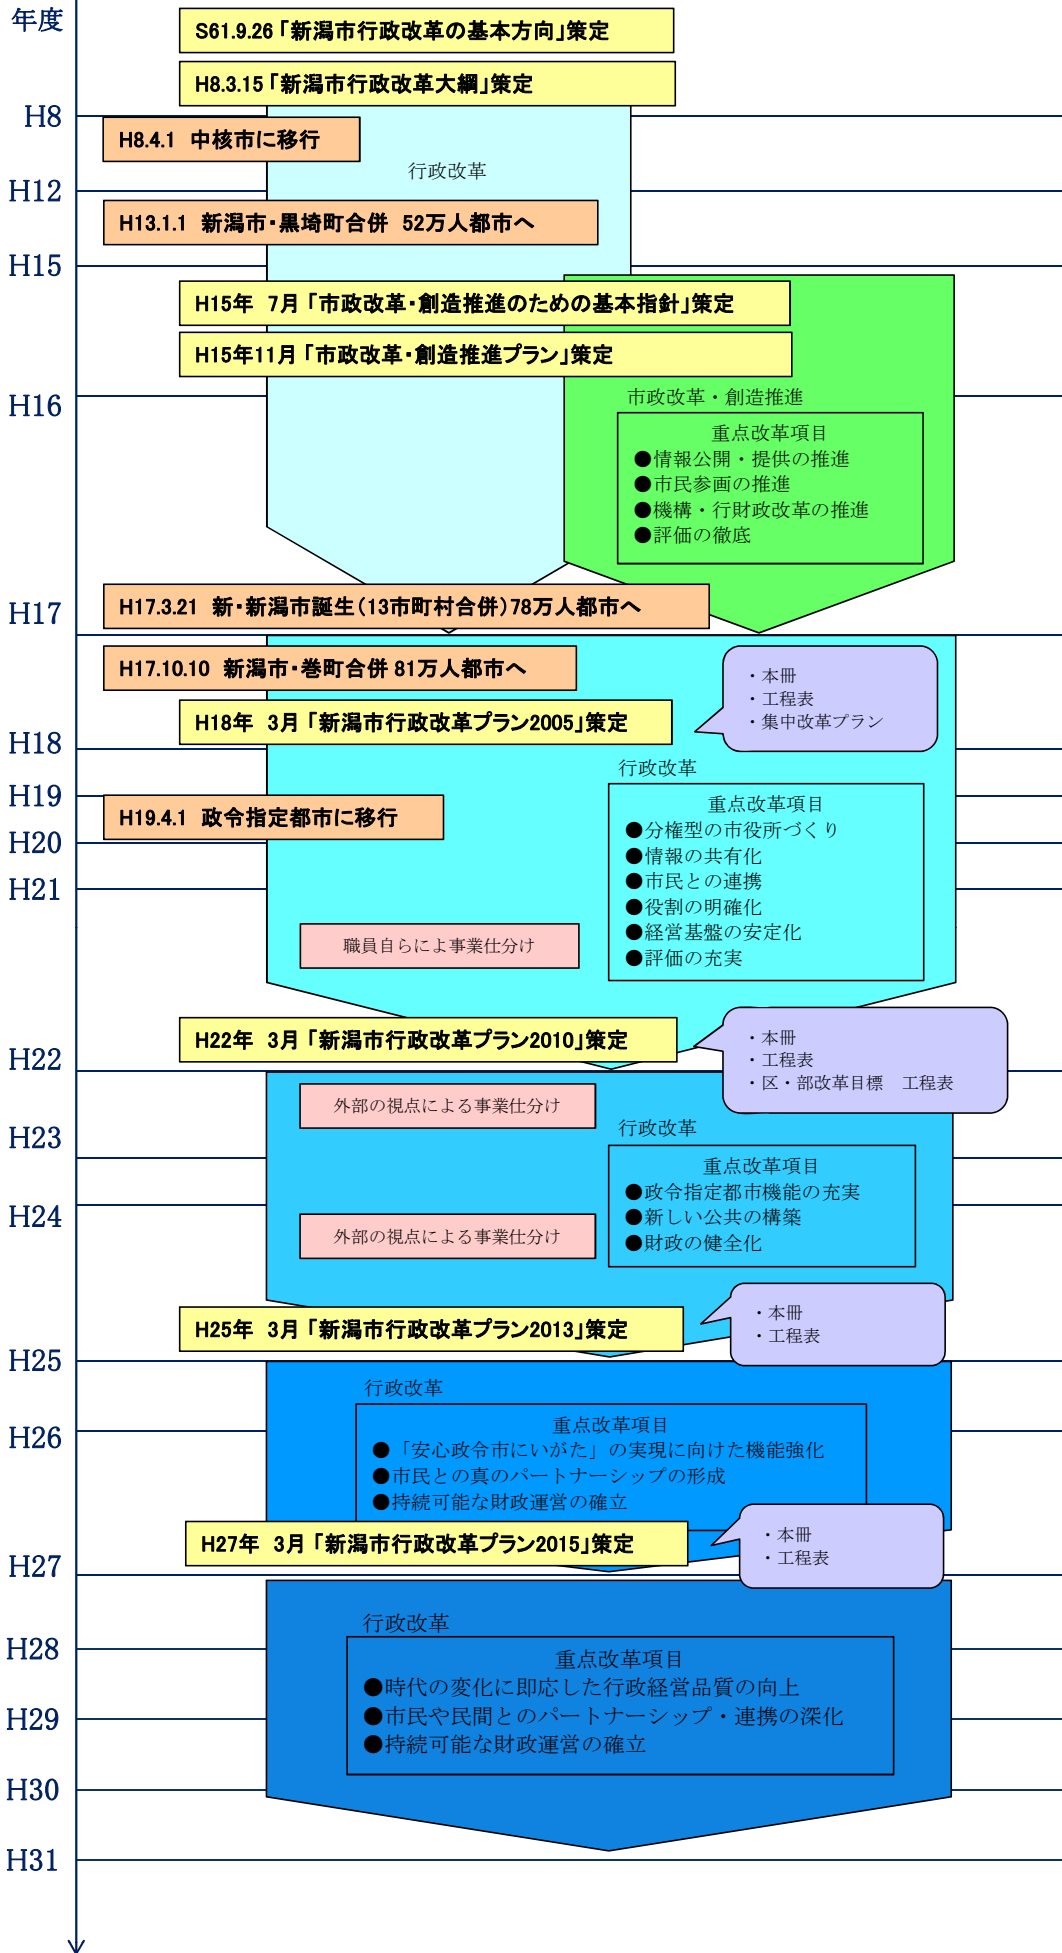 年度
S61.9.26「新潟市行政改革の基本方向」策定
H8.3.15「新潟市行政改革大綱」策定
H8
H8.4.1 中核市に移行
行政改革
H12
H13.1.1 新潟市・黒埼町合併 52万人都市へ
H15
H15年 7月「市政改革・創造推進のための基本指針」策定
H15年11月「市政改革・創造推進プラン」策定
H16
市政改革・創造推進
重点改革項目
●情報公開・提供の推進
●市民参画の推進
●機構・行財政改革の推進
●評価の徹底
H17
H17.3.21 新・新潟市誕生(13市町村合併)78万人都市へ
H17.10.10 新潟市・巻町合併 81万人都市へ
・本冊
・工程表
・集中改革プラン
H18年 3月「新潟市行政改革プラン2005」策定
H18
行政改革
H19
重点改革項目
H19.4.1 政令指定都市に移行
●分権型の市役所づくり
H20
●情報の共有化
●市民との連携
H21
●役割の明確化
●経営基盤の安定化
職員自らによ事業仕分け
●評価の充実
H22年 3月「新潟市行政改革プラン2010」策定
・本冊
・工程表
・区・部改革目標 工程表
H22
外部の視点による事業仕分け
行政改革
H23
重点改革項目
●政令指定都市機能の充実
●新しい公共の構築
H24
外部の視点による事業仕分け
●財政の健全化
・本冊
・工程表
H25年 3月「新潟市行政改革プラン2013」策定
H25
行政改革
重点改革項目
H26
●「安心政令市にいがた」の実現に向けた機能強化
●市民との真のパートナーシップの形成
●持続可能な財政運営の確立
・本冊
・工程表
H27年 3月「新潟市行政改革プラン2015」策定
H27
行政改革
H28
重点改革項目
●時代の変化に即応した行政経営品質の向上
H29
●市民や民間とのパートナーシップ・連携の深化
●持続可能な財政運営の確立
H30
H31